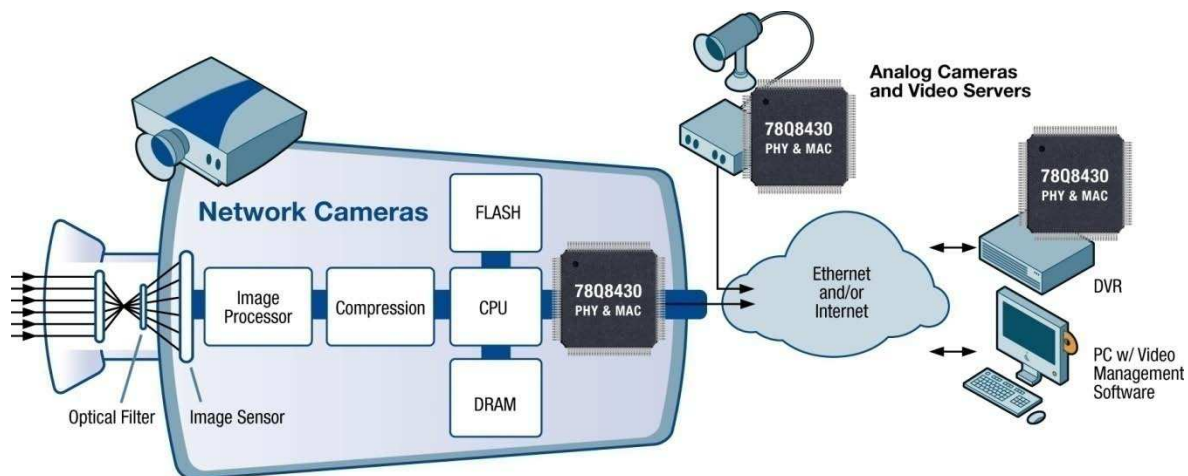 Analog Cameras
and Video Servers
78Q8430
PHY & MAC
78Q8430
PHY & MAC
Network Cameras
FLASH
Image
Processor
Compression
CPU
78Q8430
PHY & MAC
Ethernet
and/or
Internet
DVR
PC w/ Video
Management
Software
Optical Filter
Image Sensor
DRAM